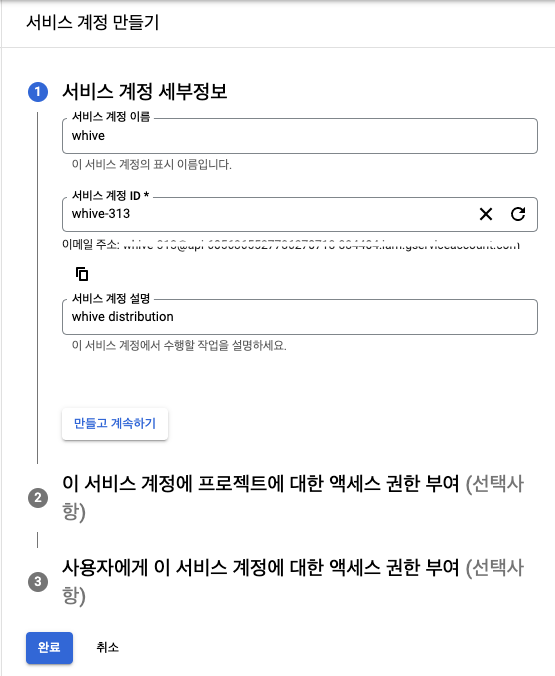 서비스 계정 만들기
1 서비스 계정 세부정보
서비스 계정 이름
whive
이 서비스 계정의 표시 이름입니다.
서비스 계정 ID *
whive-313
이메일 주소:
서비스 계정 설명
whive distribution
이 서비스 계정에서 수행할 작업을 설명하세요.
만들고 계속하기
2 이 서비스 계정에 프로젝트에 대한 액세스 권한 부여 (선택사
항)
3 사용자에게 이 서비스 계정에 대한 액세스 권한 부여 (선택사
항)
완료 취소